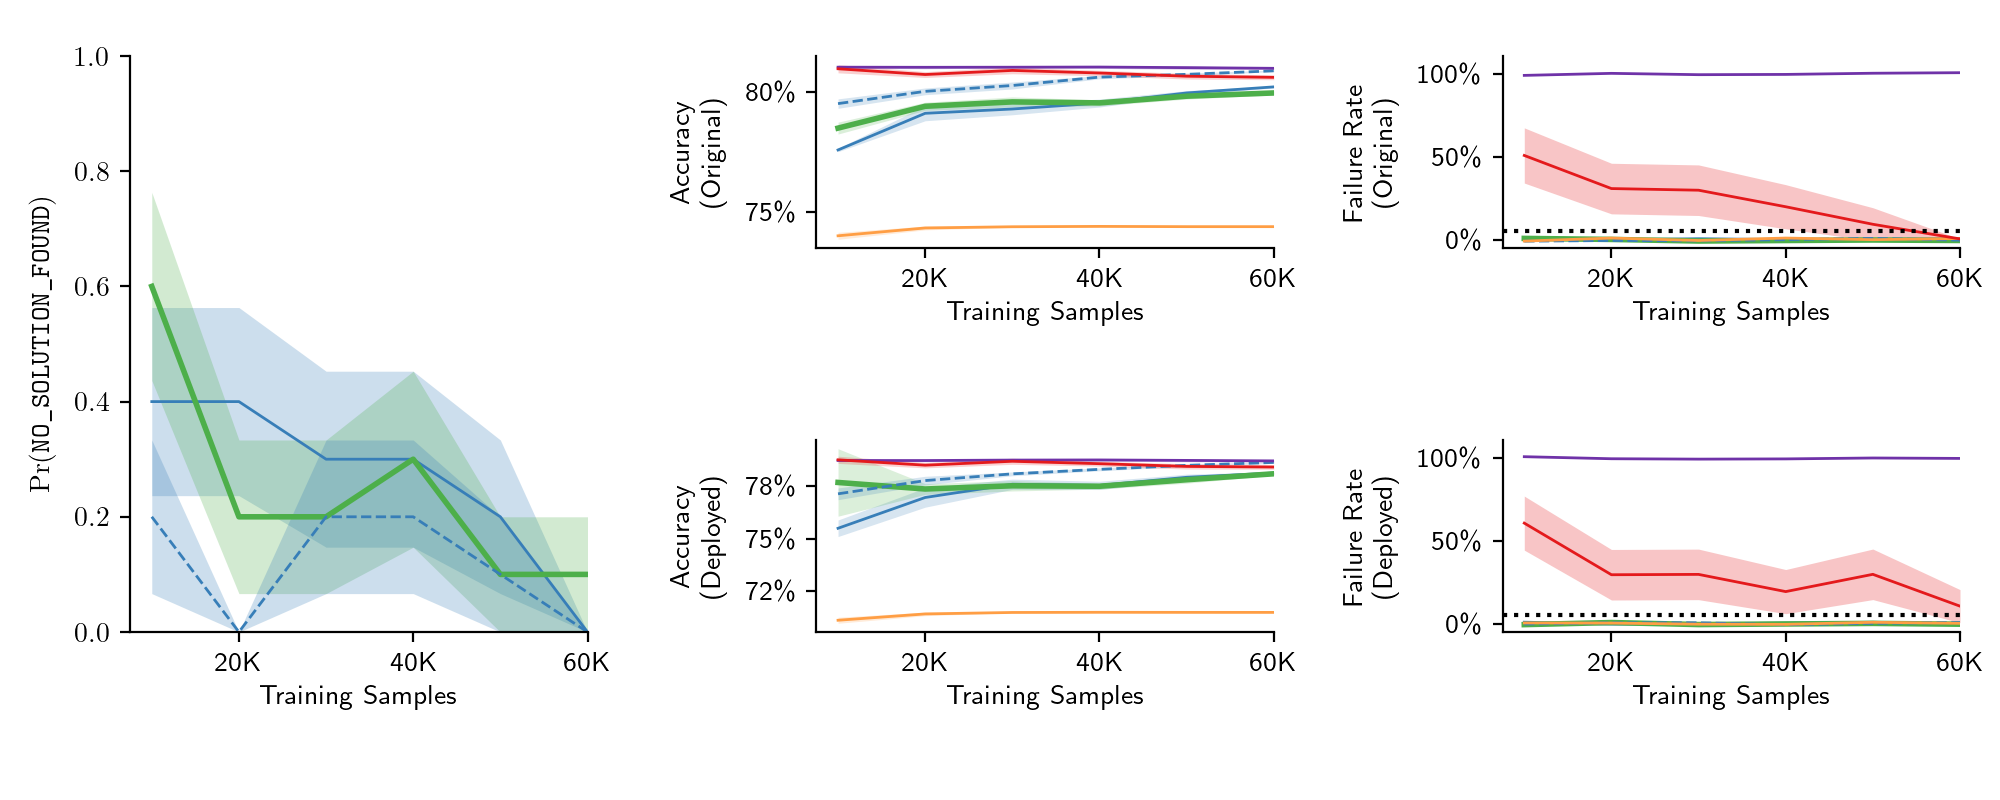 Pr(NO_SOLUTION_FOUND)
1.0
0.8
0.6
0.4
0.2
0.0
20K
40K
60K
Training Samples
Accuracy
(Original)
80%
75%
20K
40K
60K
Training Samples
Failure Rate
(Original)
100%
50%
0%
20K
40K
60K
Training Samples
Accuracy
(Deployed)
78%
75%
72%
20K
40K
60K
Training Samples
Failure Rate
(Deployed)
100%
50%
0%
20K
40K
60K
Training Samples